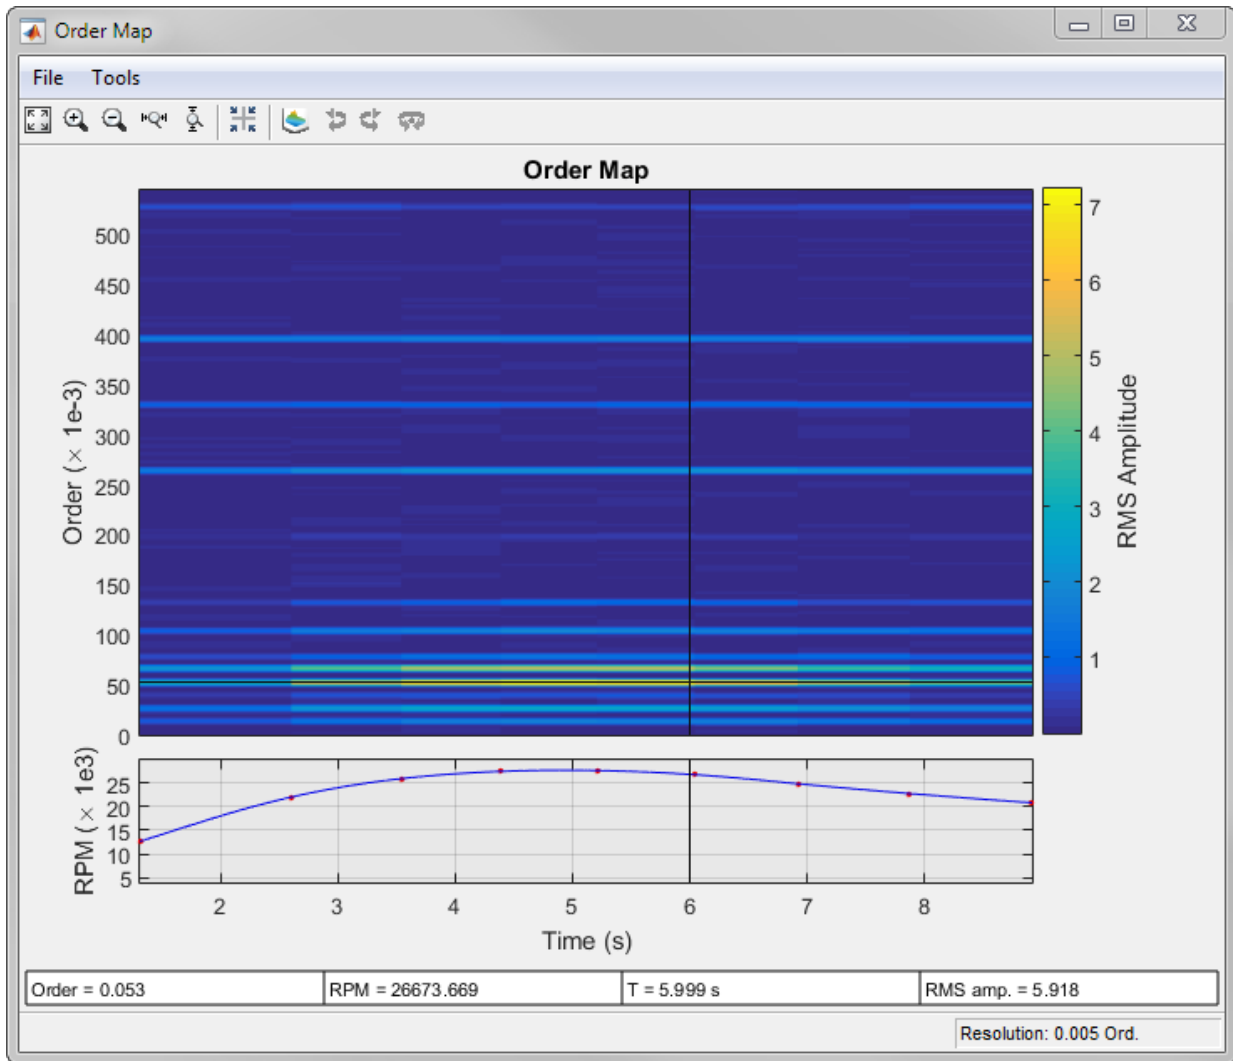 Order Map
File Tools
Order Map
Order (× 1e-3)
500
450
400
350
300
250
200
150
100
50
0
7
6
5
4
3
2
1
RMS Amplitude
RPM (× 1e3)
25
20
15
10
5
2 3 4 5 6 7 8
Time (s)
Order = 0.053 RPM = 26673.669 T = 5.999 s RMS amp. = 5.918
Resolution: 0.005 Ord.